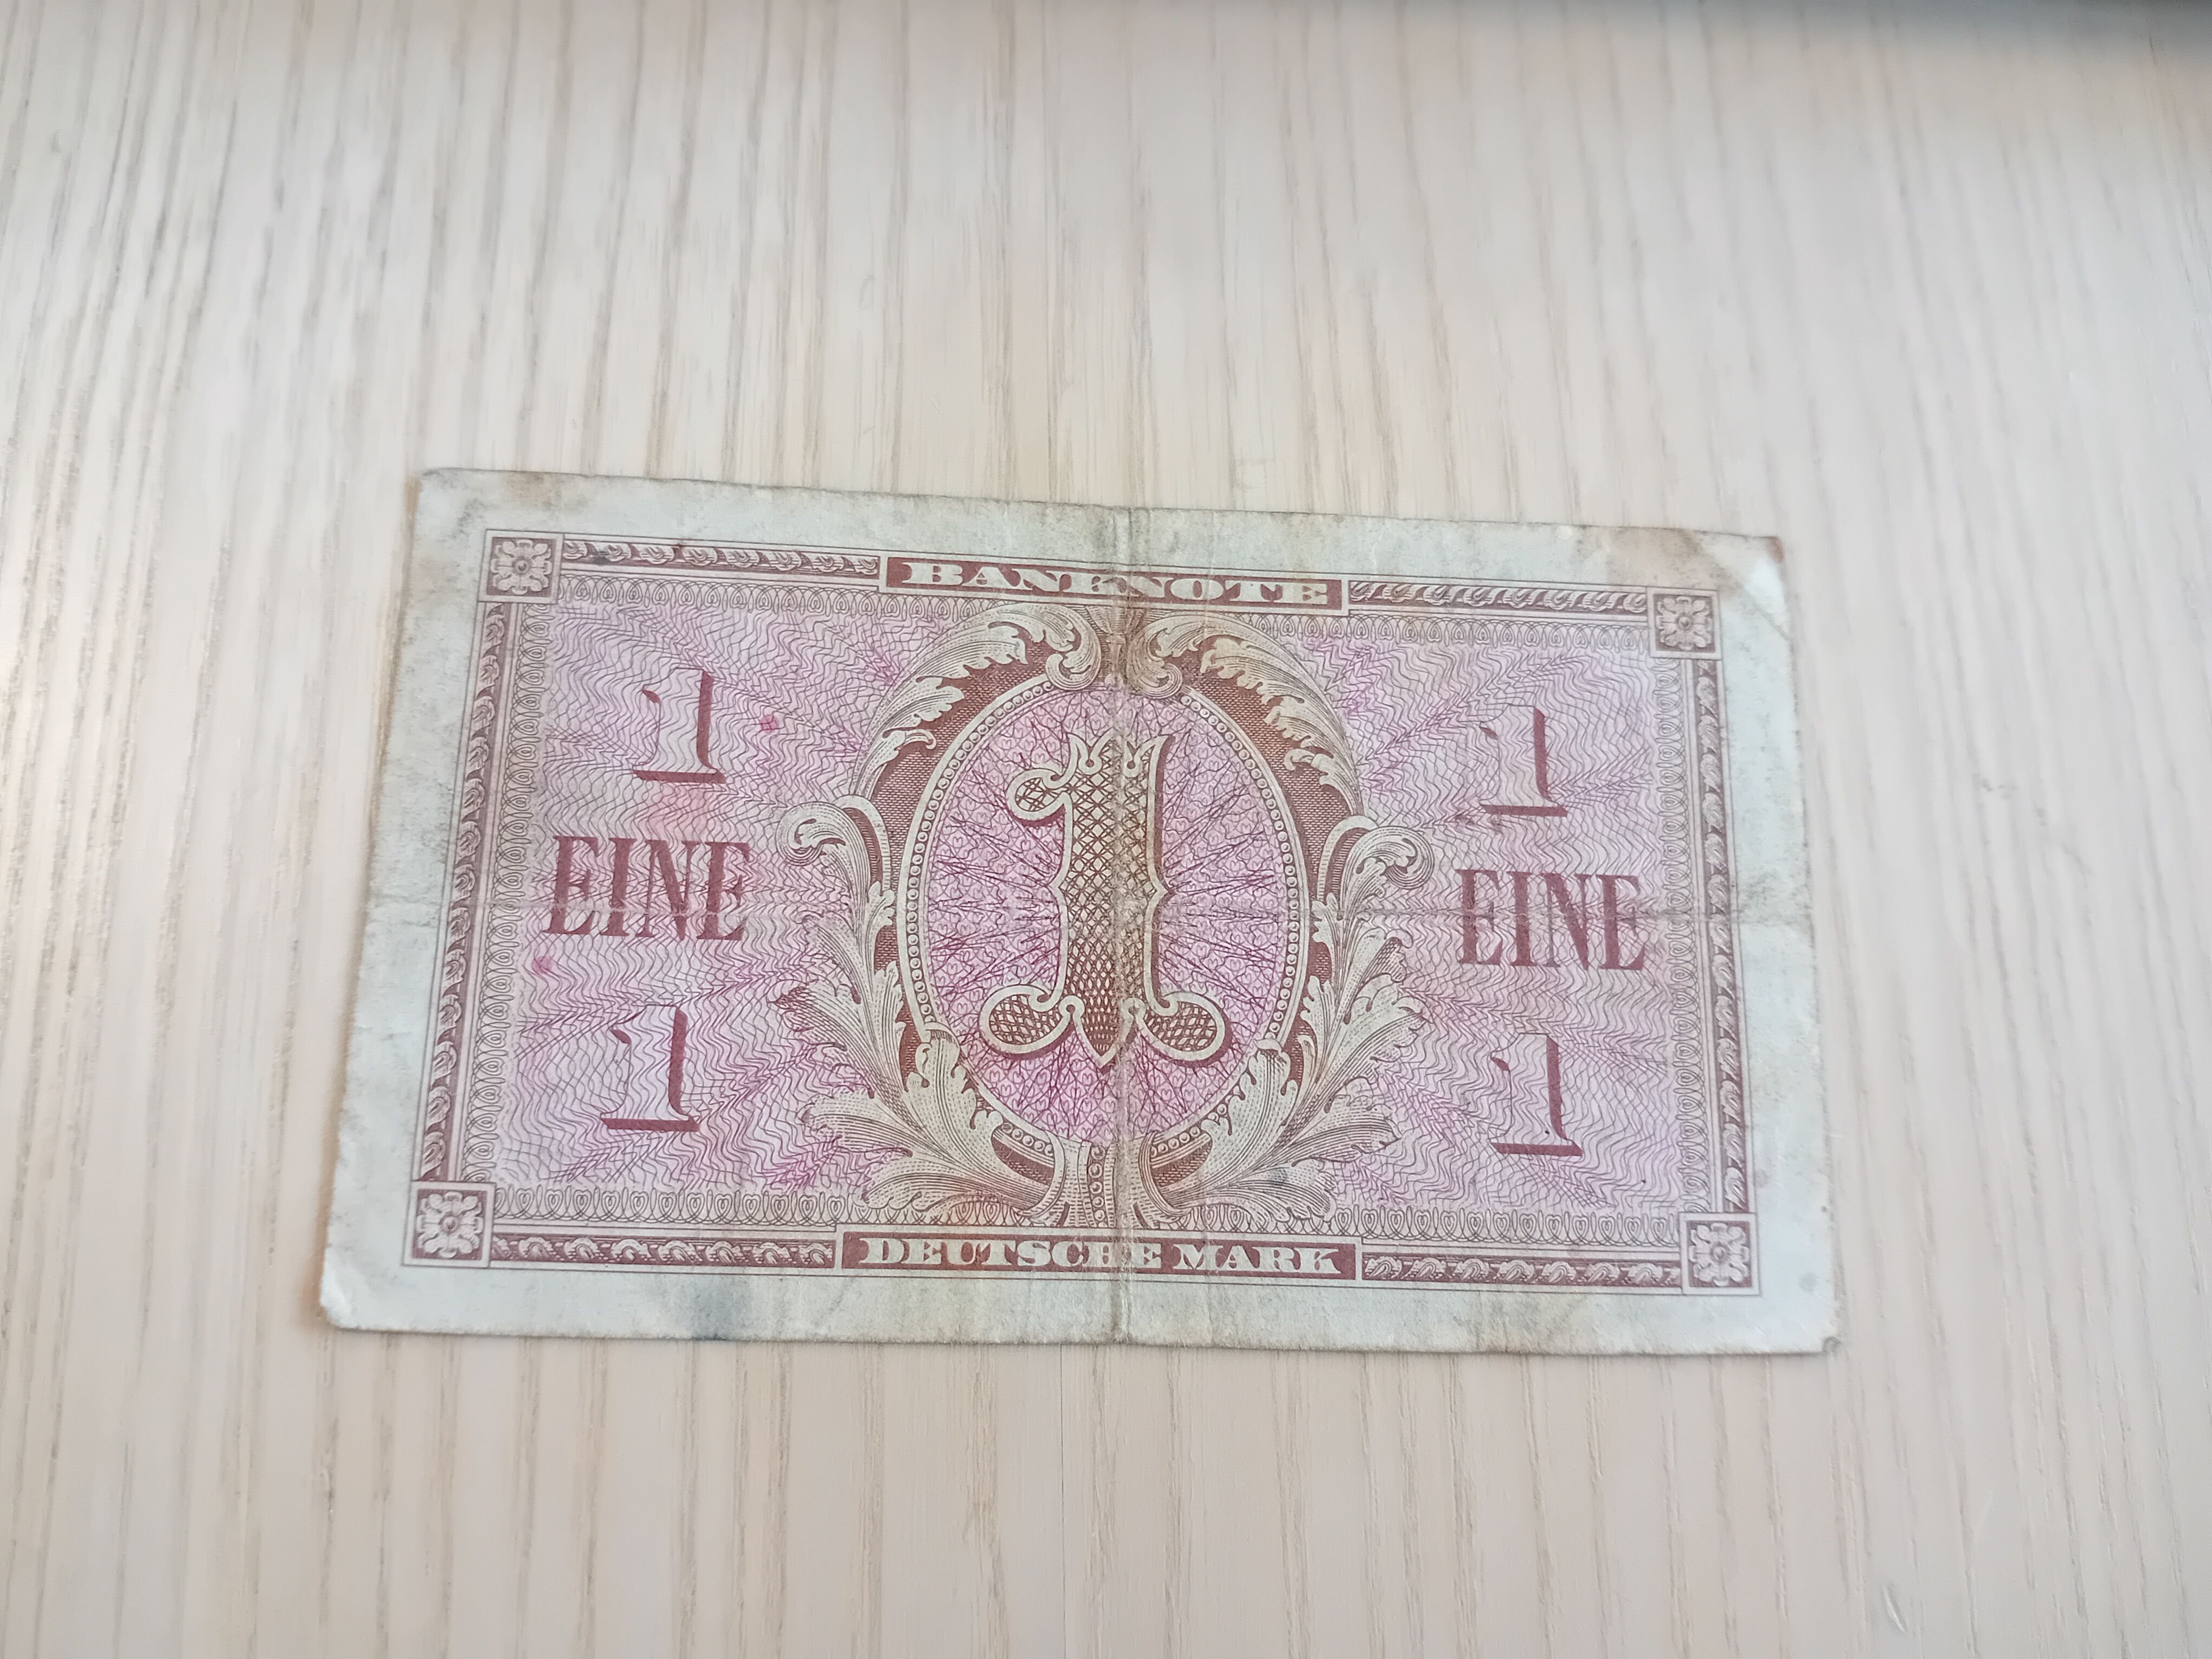 BANKNOTE
1 1
EINE 1 EINE
1 1
DEUTSCHE MARK